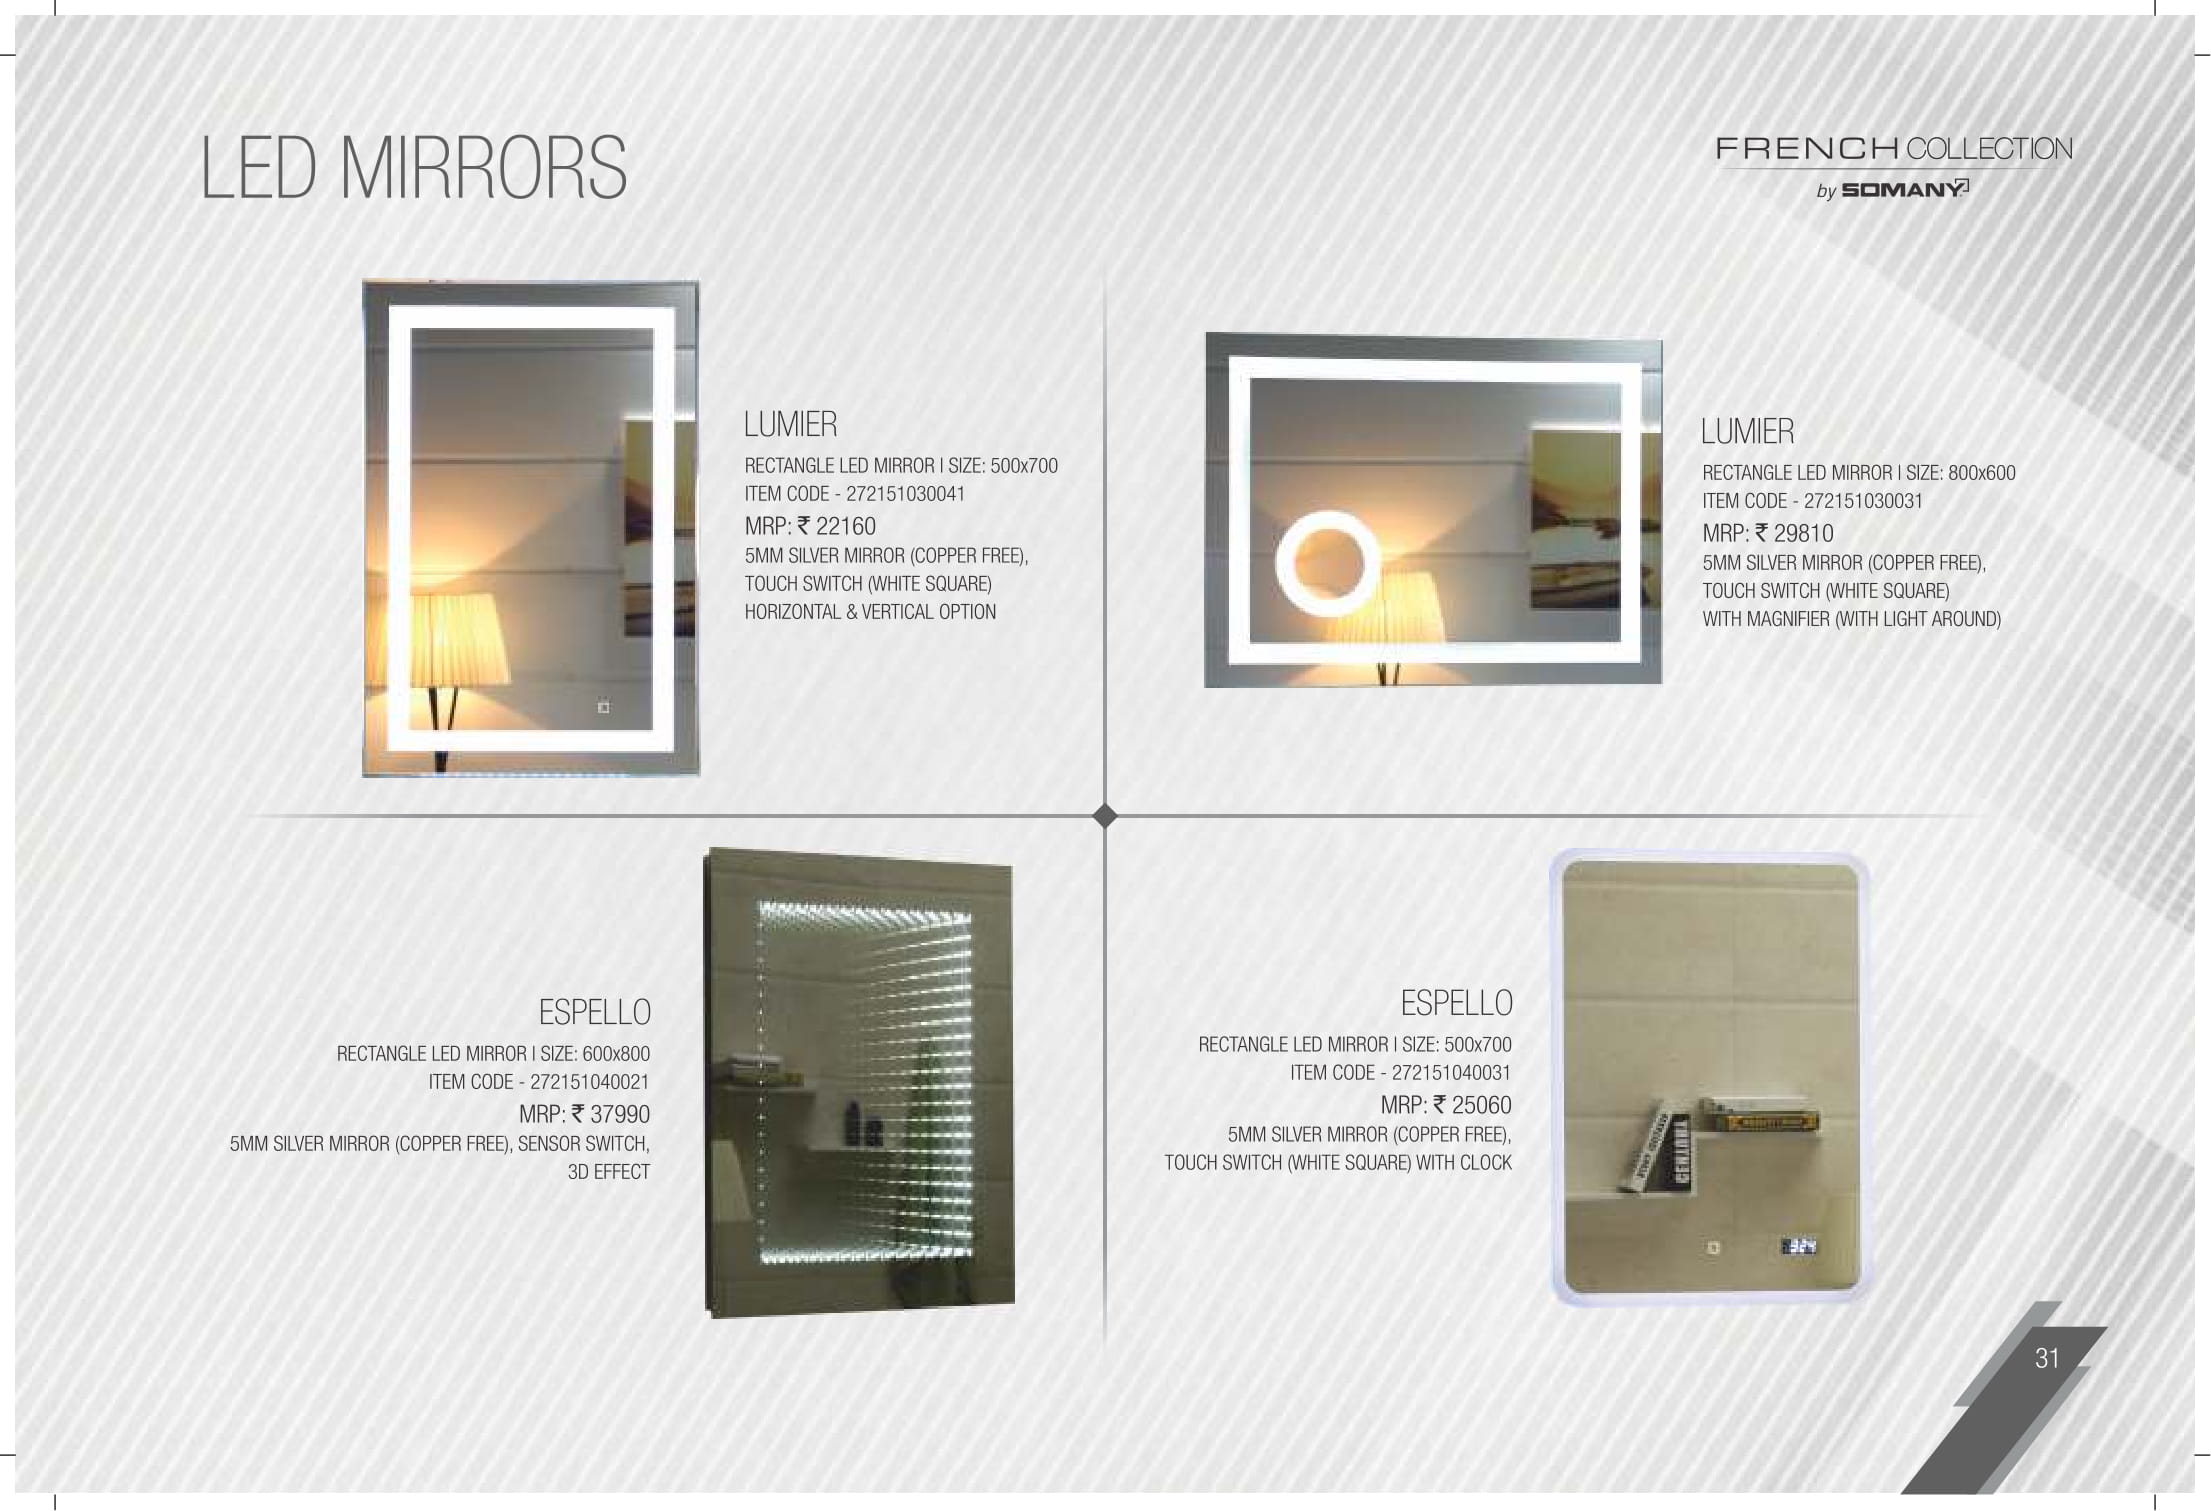 LED MIRRORS
FRENCH COLLECTION
by SOMANY
LUMIER
RECTANGLE LED MIRROR | SIZE: 500x700
ITEM CODE - 272151030041
MRP: ₹ 22160
5MM SILVER MIRROR (COPPER FREE),
TOUCH SWITCH (WHITE SQUARE)
HORIZONTAL & VERTICAL OPTION
LUMIER
RECTANGLE LED MIRROR | SIZE: 800x600
ITEM CODE - 272151030031
MRP: ₹ 29810
5MM SILVER MIRROR (COPPER FREE),
TOUCH SWITCH (WHITE SQUARE)
WITH MAGNIFIER (WITH LIGHT AROUND)
ESPELLO
RECTANGLE LED MIRROR | SIZE: 600x800
ITEM CODE - 272151040021
MRP: ₹ 37990
5MM SILVER MIRROR (COPPER FREE), SENSOR SWITCH,
3D EFFECT
ESPELLO
RECTANGLE LED MIRROR | SIZE: 500x700
ITEM CODE - 272151040031
MRP: ₹ 25060
5MM SILVER MIRROR (COPPER FREE),
TOUCH SWITCH (WHITE SQUARE) WITH CLOCK
31